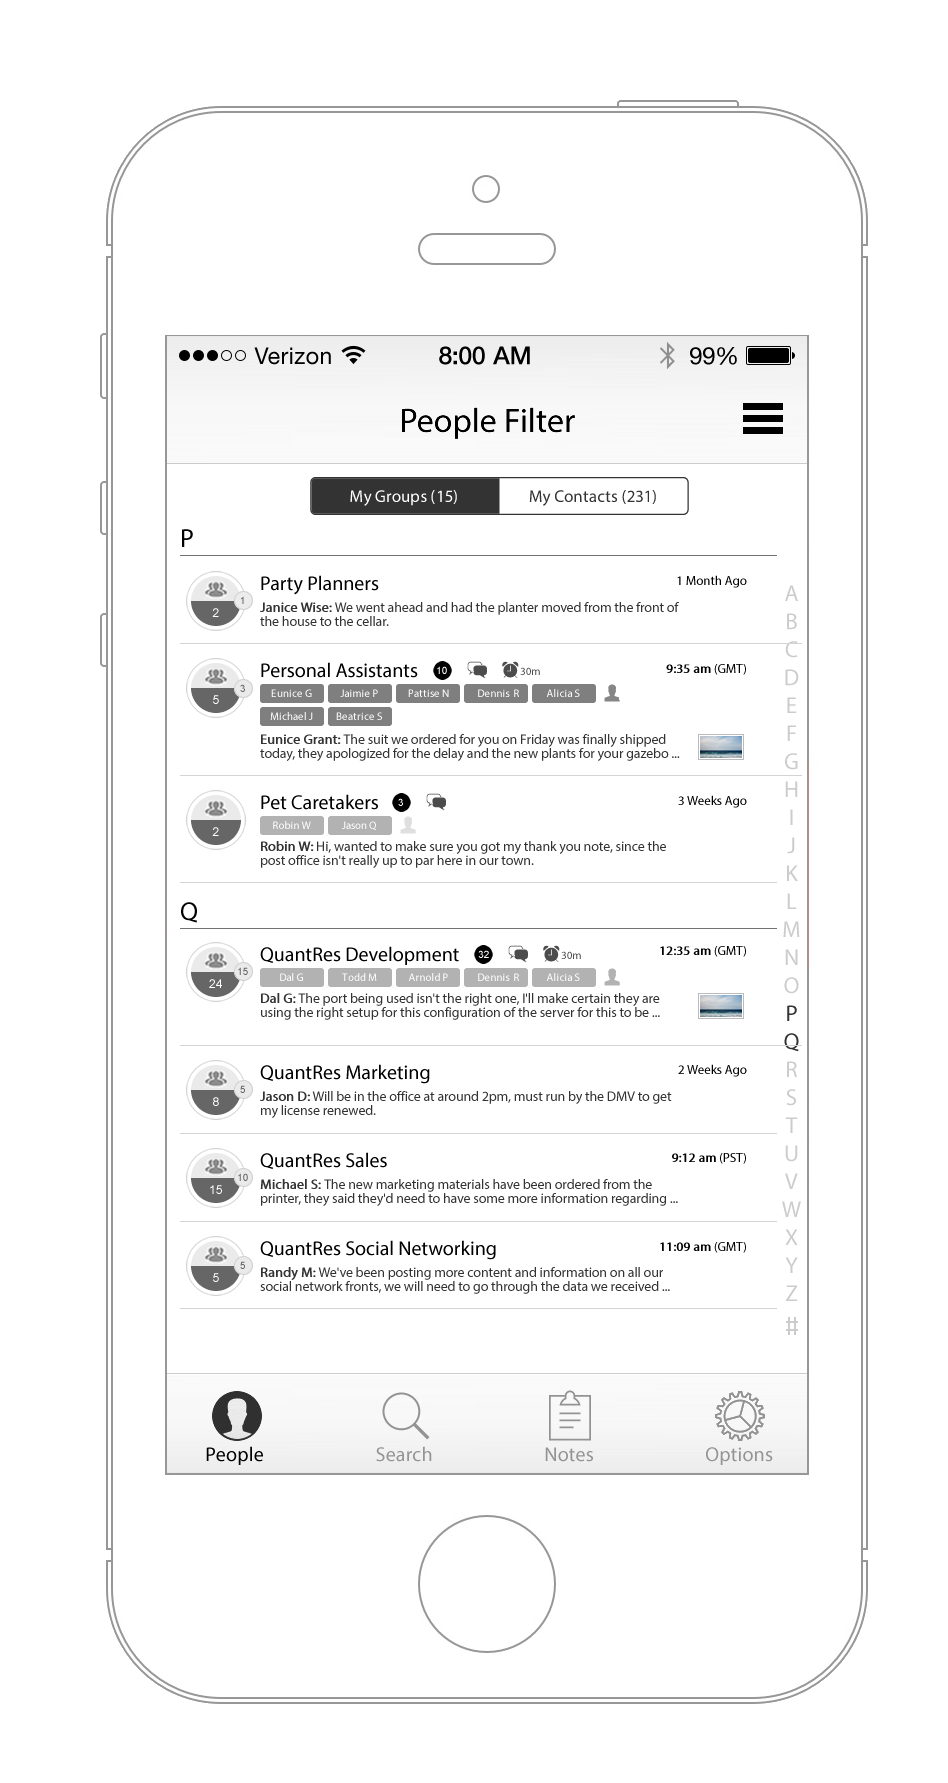 Verizon 8:00 AM 99%
People Filter
My Groups (15) My Contacts (231)
P
Party Planners 1 Month Ago
2 1
Janice Wise: We went ahead and had the planter moved from the front of
the house to the cellar.
Personal Assistants 10 30m 9:35 am (GMT)
5 3
Eunice G Jaimie P Pattise N Dennis R Alicia S
Michael J Beatrice S
Eunice Grant: The suit we ordered for you on Friday was finally shipped
today, they apologized for the delay and the new plants for your gazebo ...
Pet Caretakers 3 3 Weeks Ago
2
Robin W Jason Q
Robin W: Hi, wanted to make sure you got my thank you note, since the
post office isn't really up to par here in our town.
Q
QuantRes Development 32 30m 12:35 am (GMT)
24 15
Dal G Todd M Arnold P Dennis R Alicia S
Dal G: The port being used isn't the right one, I'll make certain they are
using the right setup for this configuration of the server for this to be ...
QuantRes Marketing 2 Weeks Ago
8 5
Jason D: Will be in the office at around 2pm, must run by the DMV to get
my license renewed.
QuantRes Sales 9:12 am (PST)
15 10
Michael S: The new marketing materials have been ordered from the
printer, they said they'd need to have some more information regarding ...
QuantRes Social Networking 11:09 am (GMT)
5 5
Randy M: We've been posting more content and information on all our
social network fronts, we will need to go through the data we received ...
A
B
C
D
E
F
G
H
I
J
K
L
M
N
O
P
Q
R
S
T
U
V
W
X
Y
Z
#
People Search Notes Options